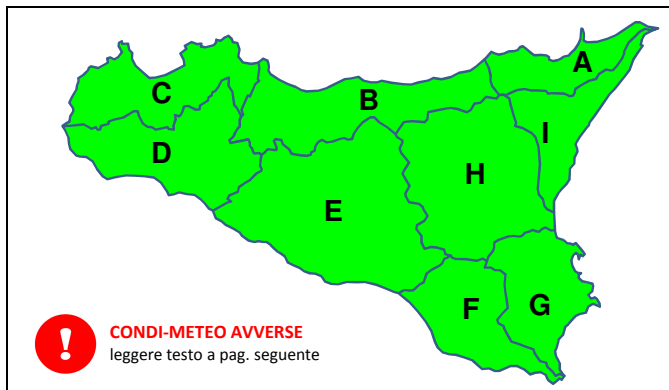 A
C
B
I
D
H
E
F
G
!
CONDI-METEO AVVERSE
leggere testo a pag. seguente